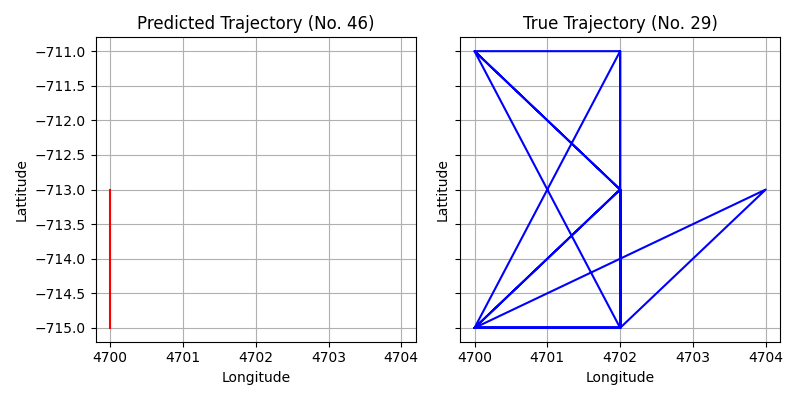 Predicted Trajectory (No. 46)
True Trajectory (No. 29)
−711.0
−711.5
−712.0
−712.5
−713.0
−713.5
−714.0
−714.5
−715.0
Lattitude
Lattitude
4700 4701 4702 4703 4704
4700 4701 4702 4703 4704
Longitude
Longitude